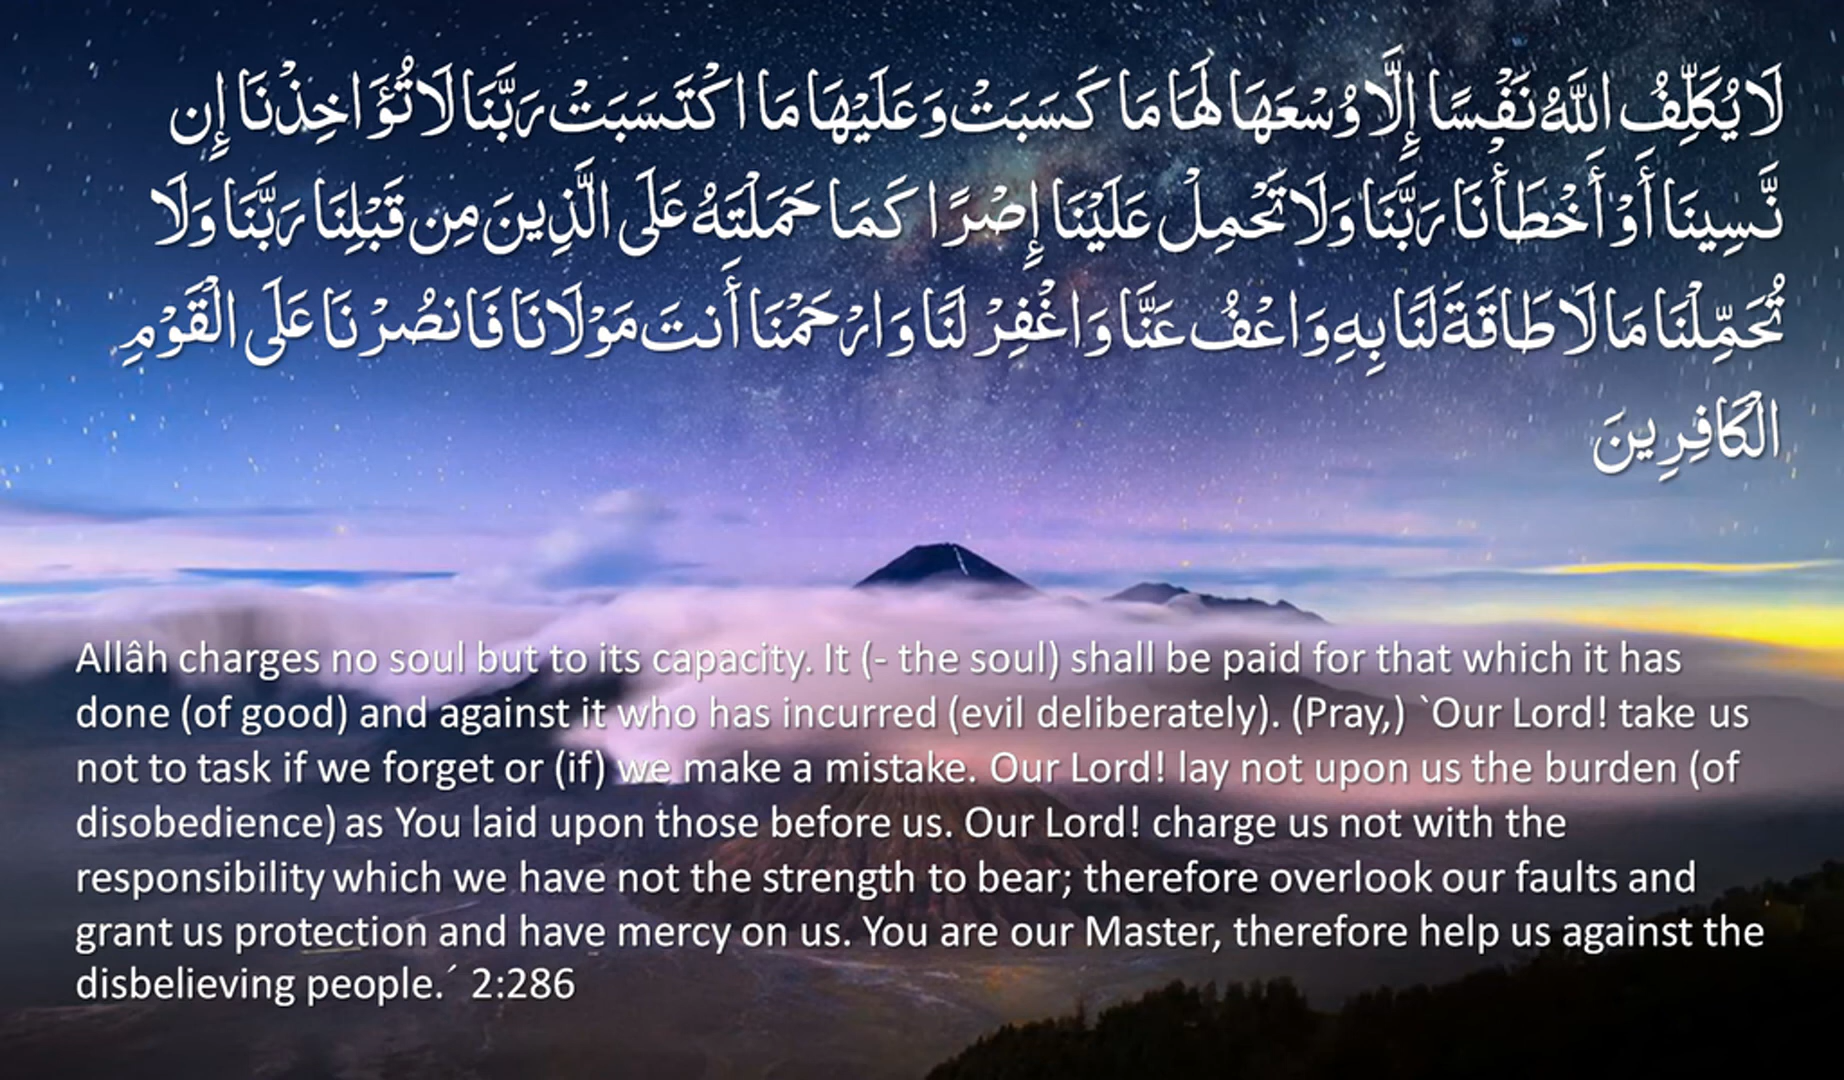 لَا يُكَلِّفُ اللَّهُ نَفْسًا إِلَّا وُسْعَهَا لَهَا مَا كَسَبَتْ وَعَلَيْهَا مَا اكْتَسَبَتْ رَبَّنَا لَا تُؤَاخِذْنَا إِن
نَّسِينَا أَوْ أَخْطَأْنَا رَبَّنَا وَلَا تَحْمِلْ عَلَيْنَا إِصْرًا كَمَا حَمَلْتَهُ عَلَى الَّذِينَ مِن قَبْلِنَا رَبَّنَا وَلَا
تُحَمِّلْنَا مَا لَا طَاقَةَ لَنَا بِهِ وَاعْفُ عَنَّا وَاغْفِرْ لَنَا وَارْحَمْنَا أَنتَ مَوْلَانَا فَانصُرْنَا عَلَى الْقَوْمِ
الْكَافِرِينَ
Allâh charges no soul but to its capacity. It (- the soul) shall be paid for that which it has
done (of good) and against it who has incurred (evil deliberately). (Pray,) `Our Lord! take us
not to task if we forget or (if) we make a mistake. Our Lord! lay not upon us the burden (of
disobedience) as You laid upon those before us. Our Lord! charge us not with the
responsibility which we have not the strength to bear; therefore overlook our faults and
grant us protection and have mercy on us. You are our Master, therefore help us against the
disbelieving people.´ 2:286